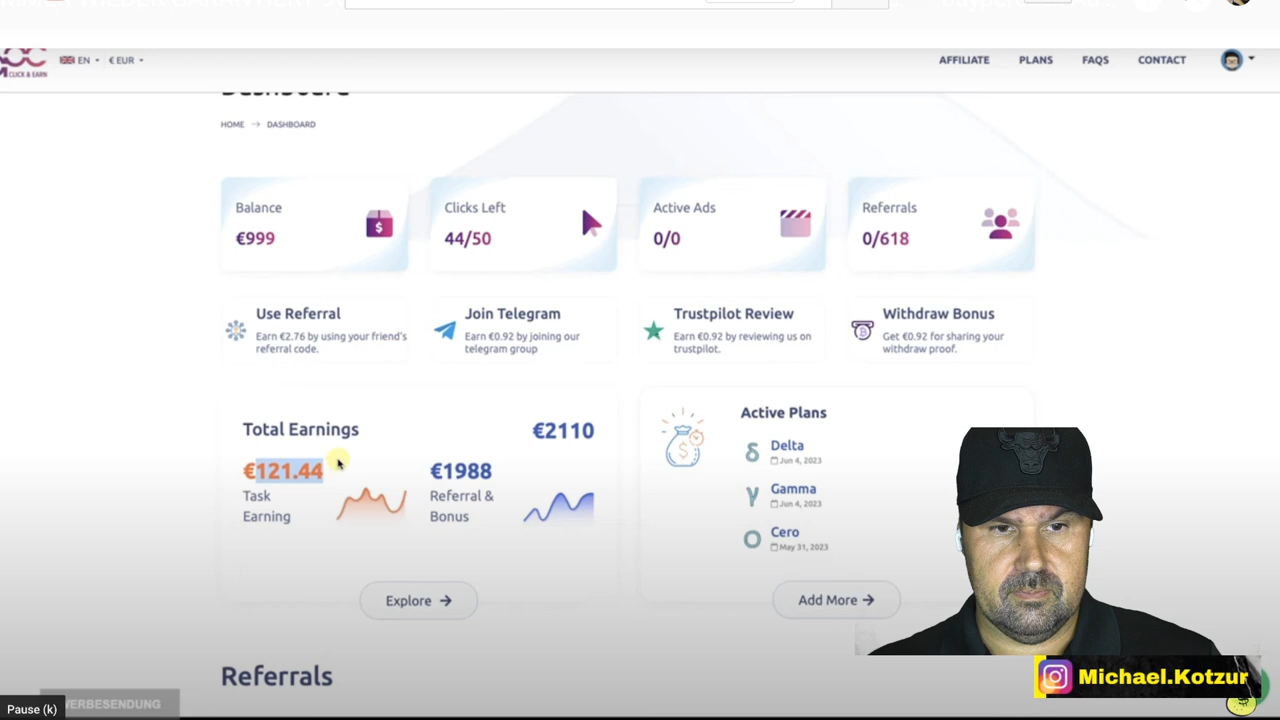 CLICK & EARN
EN
€ EUR
AFFILIATE
PLANS
FAQS
CONTACT
Dashboard
HOME → DASHBOARD
Balance
€999
Clicks Left
44/50
Active Ads
0/0
Referrals
0/618
Use Referral
Earn €2.76 by using your friend's
referral code.
Join Telegram
Earn €0.92 by joining our
telegram group
Trustpilot Review
Earn €0.92 by reviewing us on
trustpilot.
Withdraw Bonus
Get €0.92 for sharing your
withdraw proof.
Total Earnings
€2110
€121.44
Task
Earning
€1988
Referral &
Bonus
Explore →
Active Plans
δ Delta
Jun 4, 2023
γ Gamma
Jun 4, 2023
Ο Cero
May 31, 2023
Add More →
Referrals
Michael.Kotzur
WERBESENDUNG
Pause (k)